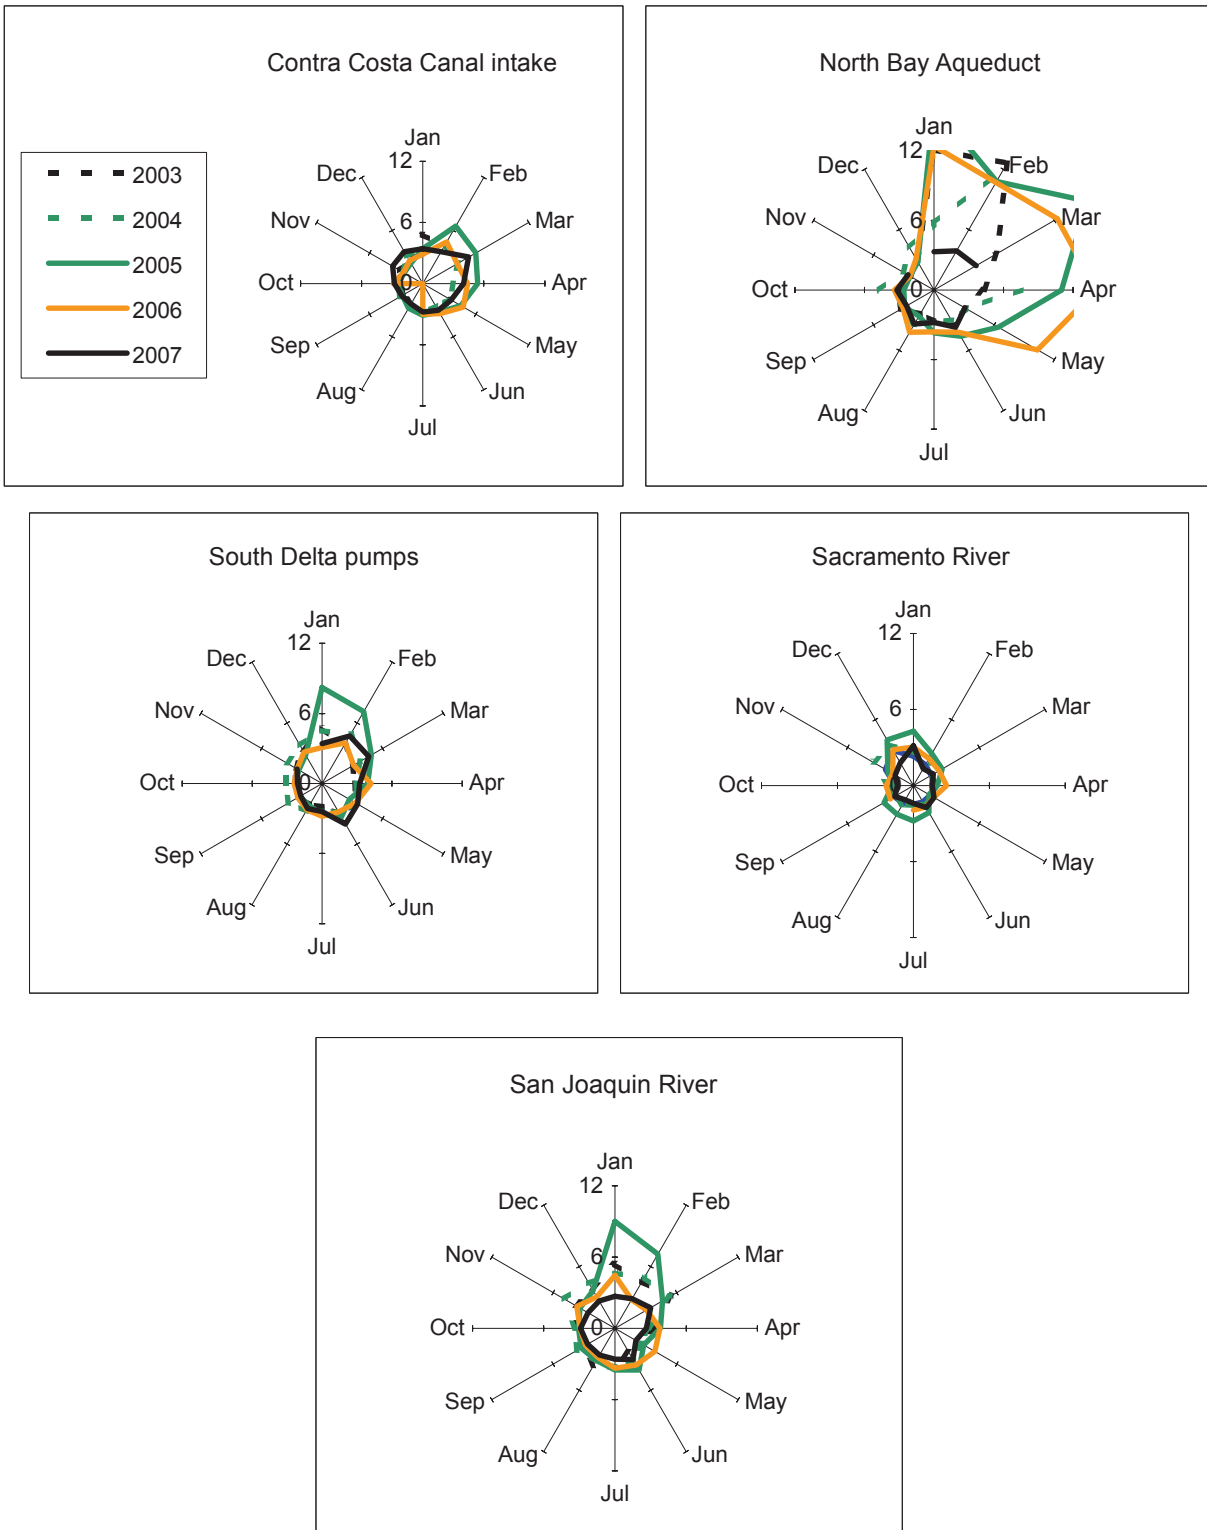 Contra Costa Canal intake
2003
2004
2005
2006
2007
Jan
12
Dec
Feb
6
Nov
Mar
Oct
0
Apr
Sep
May
Aug
Jun
Jul
North Bay Aqueduct
Jan
12
Dec
Feb
6
Nov
Mar
Oct
0
Apr
Sep
May
Aug
Jun
Jul
South Delta pumps
Jan
12
Dec
Feb
6
Nov
Mar
Oct
0
Apr
Sep
May
Aug
Jun
Jul
Sacramento River
Jan
12
Dec
Feb
6
Nov
Mar
Oct
0
Apr
Sep
May
Aug
Jun
Jul
San Joaquin River
Jan
12
Dec
Feb
6
Nov
Mar
Oct
0
Apr
Sep
May
Aug
Jun
Jul